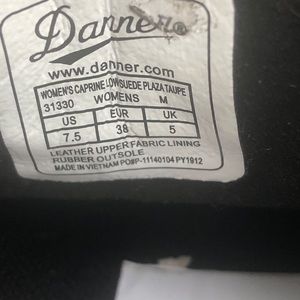 Danner®
www.danner.com
WOMEN'S CAPRINE LOW SUEDE PLAZA TAUPE
31330 WOMENS M
US EUR UK
7.5 38 5
LEATHER UPPER FABRIC LINING
RUBBER OUTSOLE
MADE IN VIETNAM PO#P-11140104 PY1912